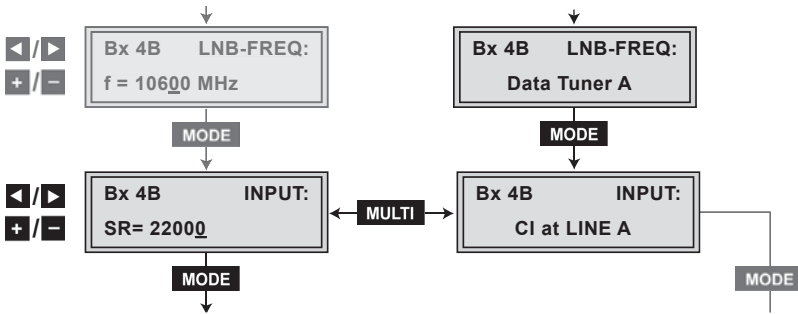 Bx 4B LNB-FREQ:
f = 10600 MHz
MODE
Bx 4B LNB-FREQ:
Data Tuner A
MODE
◄/►
+/−
Bx 4B INPUT:
SR= 22000
MULTI
Bx 4B INPUT:
CI at LINE A
◄/►
+/−
MODE
MODE